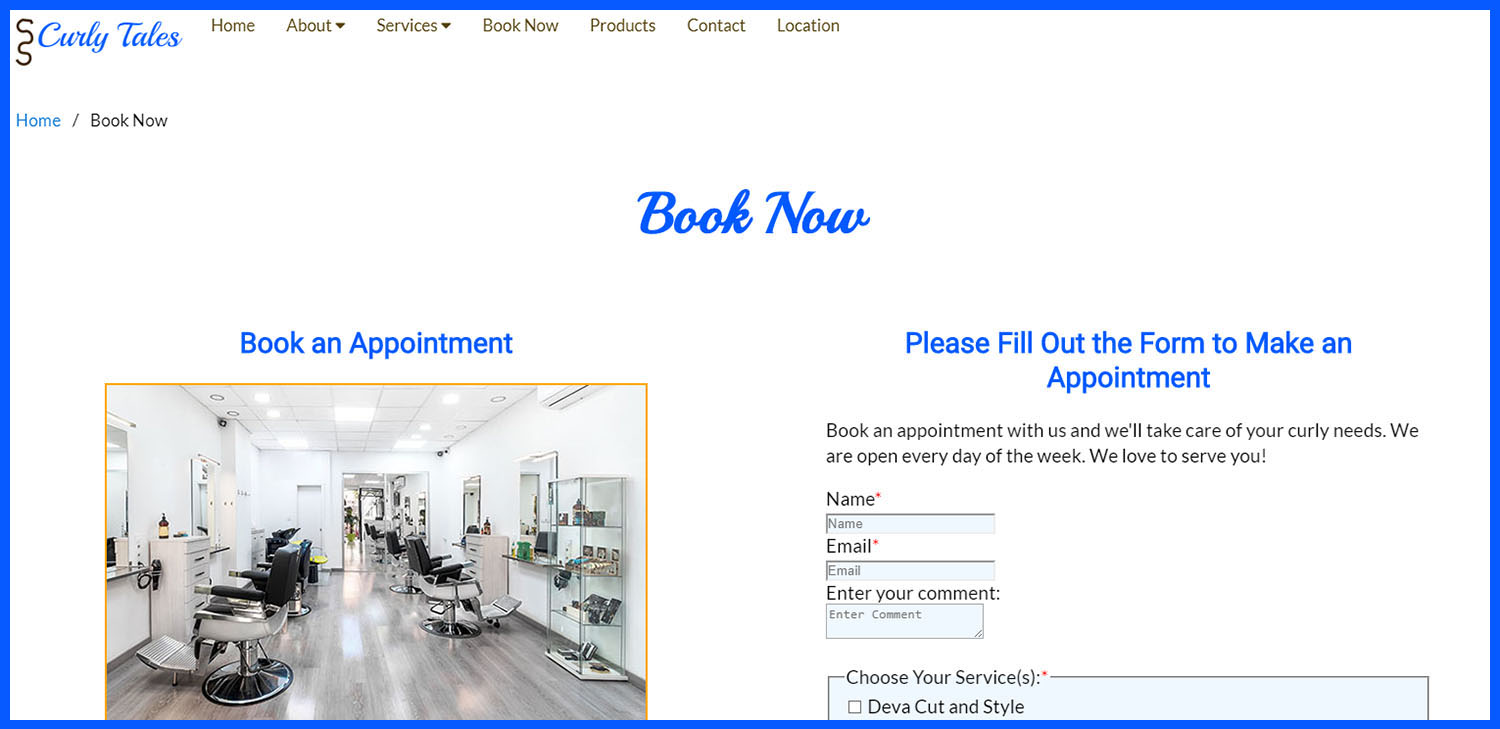 Curly Tales
Home About Services Book Now Products Contact Location
Home / Book Now
Book Now
Book an Appointment
Please Fill Out the Form to Make an
Appointment
Book an appointment with us and we'll take care of your curly needs. We
are open every day of the week. We love to serve you!
Name*
Name
Email*
Email
Enter your comment:
Enter Comment
Choose Your Service(s):*
Deva Cut and Style